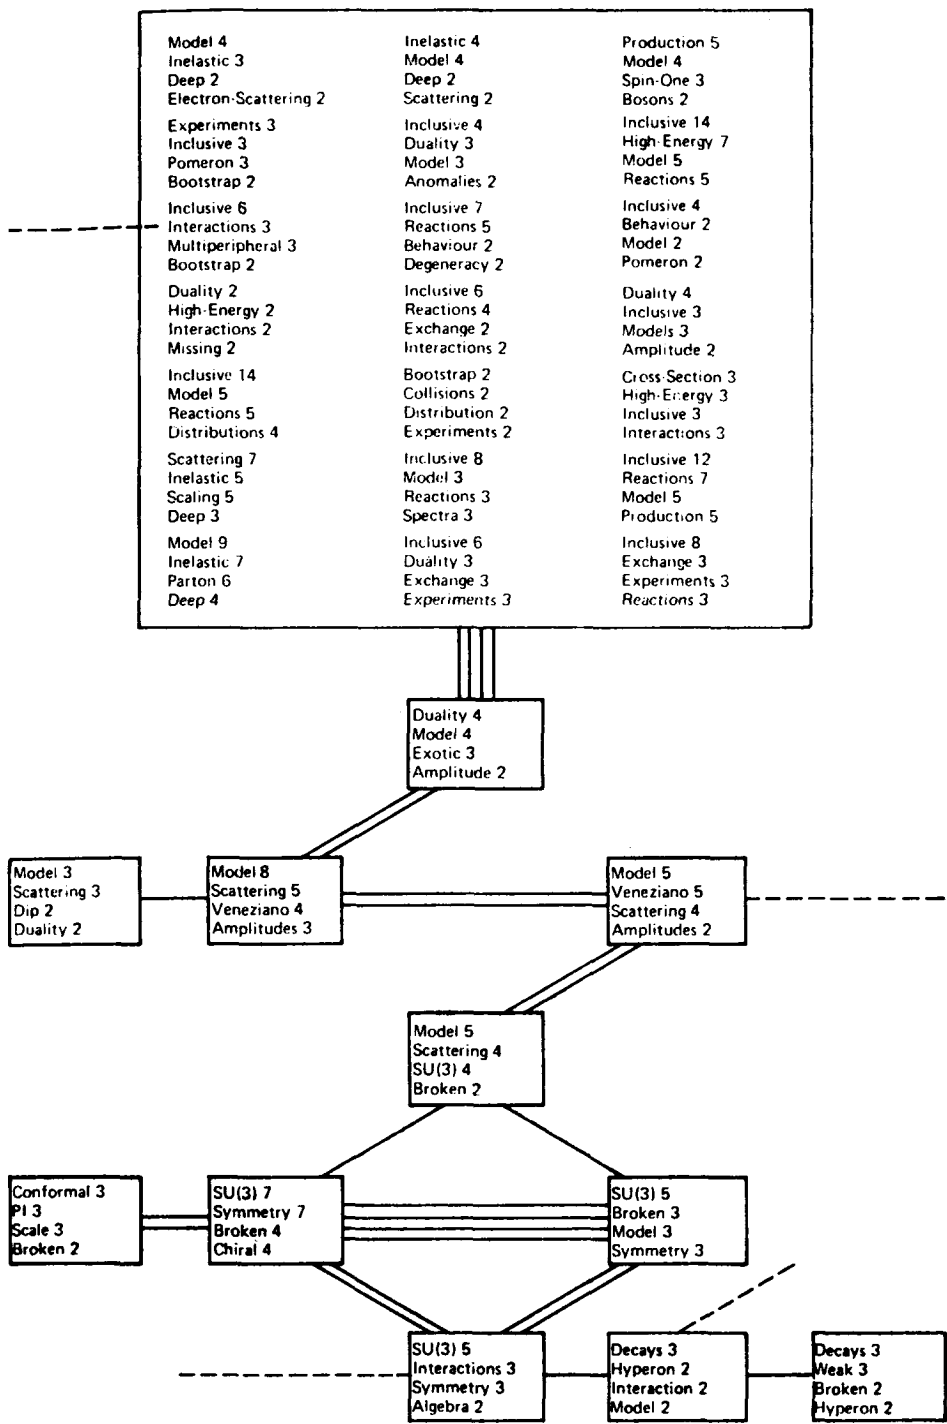 Model 4
Inelastic 3
Deep 2
Electron-Scattering 2
Experiments 3
Inclusive 3
Pomeron 3
Bootstrap 2
Inclusive 6
Interactions 3
Multiperipheral 3
Bootstrap 2
Duality 2
High-Energy 2
Interactions 2
Missing 2
Inclusive 14
Model 5
Reactions 5
Distributions 4
Scattering 7
Inelastic 5
Scaling 5
Deep 3
Model 9
Inelastic 7
Parton 6
Deep 4
Inelastic 4
Model 4
Deep 2
Scattering 2
Inclusive 4
Duality 3
Model 3
Anomalies 2
Inclusive 7
Reactions 5
Behaviour 2
Degeneracy 2
Inclusive 6
Reactions 4
Exchange 2
Interactions 2
Bootstrap 2
Collisions 2
Distribution 2
Experiments 2
Inclusive 8
Model 3
Reactions 3
Spectra 3
Inclusive 6
Duality 3
Exchange 3
Experiments 3
Production 5
Model 4
Spin-One 3
Bosons 2
Inclusive 14
High-Energy 7
Model 5
Reactions 5
Inclusive 4
Behaviour 2
Model 2
Pomeron 2
Duality 4
Inclusive 3
Models 3
Amplitude 2
Cross-Section 3
High-Energy 3
Inclusive 3
Interactions 3
Inclusive 12
Reactions 7
Model 5
Production 5
Inclusive 8
Exchange 3
Experiments 3
Reactions 3
Duality 4
Model 4
Exotic 3
Amplitude 2
Model 3
Scattering 3
Dip 2
Duality 2
Model 8
Scattering 5
Veneziano 4
Amplitudes 3
Model 5
Veneziano 5
Scattering 4
Amplitudes 2
Model 5
Scattering 4
SU(3) 4
Broken 2
Conformal 3
PI 3
Scale 3
Broken 2
SU(3) 7
Symmetry 7
Broken 4
Chiral 4
SU(3) 5
Broken 3
Model 3
Symmetry 3
SU(3) 5
Interactions 3
Symmetry 3
Algebra 2
Decays 3
Hyperon 2
Interaction 2
Model 2
Decays 3
Weak 3
Broken 2
Hyperon 2